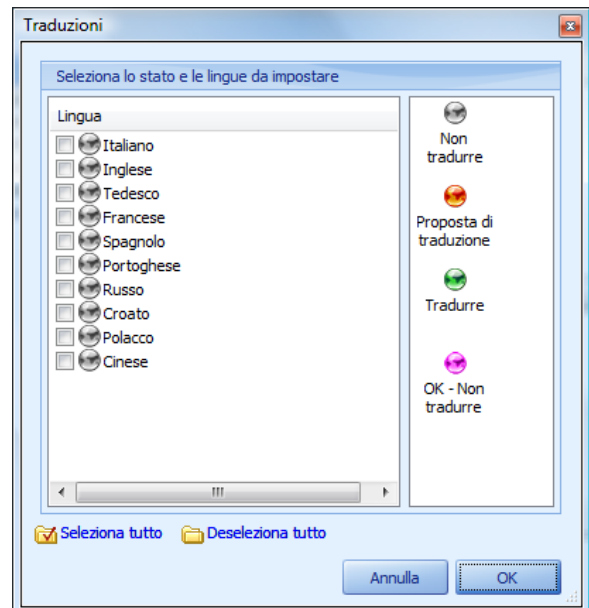 Traduzioni
Seleziona lo stato e le lingue da impostare
Lingua
Italiano
Inglese
Tedesco
Francese
Spagnolo
Portoghese
Russo
Croato
Polacco
Cinese
Non
tradurre
Proposta di
traduzione
Tradurre
OK - Non
tradurre
Seleziona tutto
Deseleziona tutto
Annulla
OK